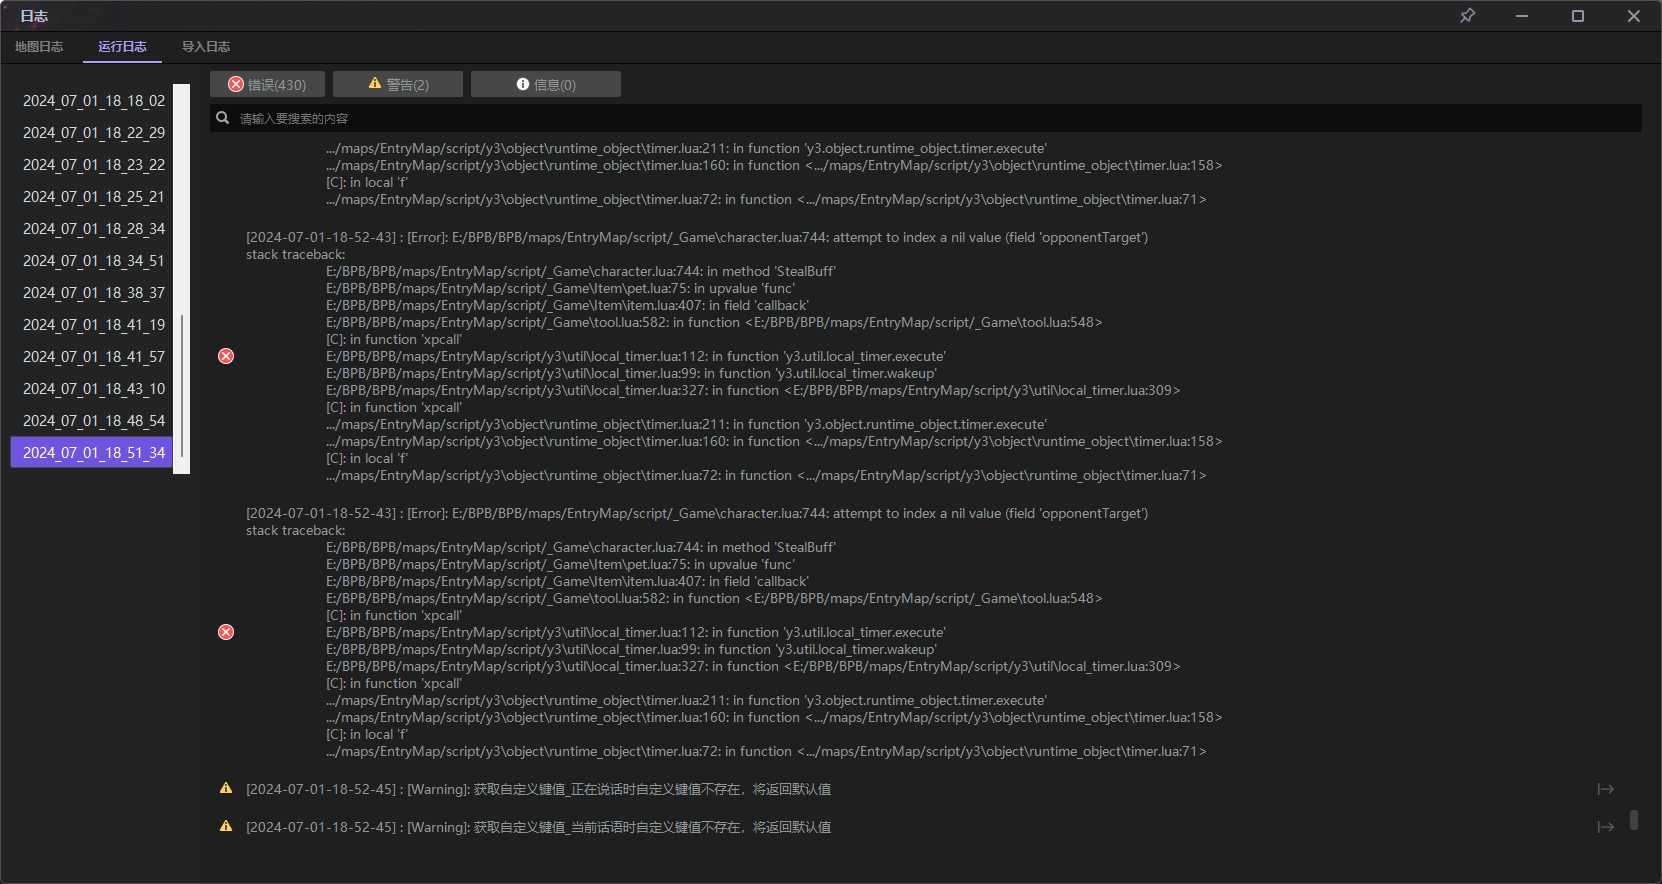 日志
地图日志 运行日志 导入日志
错误(430) 警告(2) 信息(0)
请输入要搜索的内容
2024_07_01_18_18_02
2024_07_01_18_22_29
2024_07_01_18_23_22
2024_07_01_18_25_21
2024_07_01_18_28_34
2024_07_01_18_34_51
2024_07_01_18_38_37
2024_07_01_18_41_19
2024_07_01_18_41_57
2024_07_01_18_43_10
2024_07_01_18_48_54
2024_07_01_18_51_34
.../maps/EntryMap/script/y3\object\runtime_object\timer.lua:211: in function 'y3.object.runtime_object.timer.execute'
.../maps/EntryMap/script/y3\object\runtime_object\timer.lua:160: in function <.../maps/EntryMap/script/y3\object\runtime_object\timer.lua:158>
[C]: in local 'f'
.../maps/EntryMap/script/y3\object\runtime_object\timer.lua:72: in function <.../maps/EntryMap/script/y3\object\runtime_object\timer.lua:71>
[2024-07-01-18-52-43] : [Error]: E:/BPB/BPB/maps/EntryMap/script/_Game\character.lua:744: attempt to index a nil value (field 'opponentTarget')
stack traceback:
E:/BPB/BPB/maps/EntryMap/script/_Game\character.lua:744: in method 'StealBuff'
E:/BPB/BPB/maps/EntryMap/script/_Game\Item\pet.lua:75: in upvalue 'func'
E:/BPB/BPB/maps/EntryMap/script/_Game\Item\item.lua:407: in field 'callback'
E:/BPB/BPB/maps/EntryMap/script/_Game\tool.lua:582: in function <E:/BPB/BPB/maps/EntryMap/script/_Game\tool.lua:548>
[C]: in function 'xpcall'
E:/BPB/BPB/maps/EntryMap/script/y3\util\local_timer.lua:112: in function 'y3.util.local_timer.execute'
E:/BPB/BPB/maps/EntryMap/script/y3\util\local_timer.lua:99: in function 'y3.util.local_timer.wakeup'
E:/BPB/BPB/maps/EntryMap/script/y3\util\local_timer.lua:327: in function <E:/BPB/BPB/maps/EntryMap/script/y3\util\local_timer.lua:309>
[C]: in function 'xpcall'
.../maps/EntryMap/script/y3\object\runtime_object\timer.lua:211: in function 'y3.object.runtime_object.timer.execute'
.../maps/EntryMap/script/y3\object\runtime_object\timer.lua:160: in function <.../maps/EntryMap/script/y3\object\runtime_object\timer.lua:158>
[C]: in local 'f'
.../maps/EntryMap/script/y3\object\runtime_object\timer.lua:72: in function <.../maps/EntryMap/script/y3\object\runtime_object\timer.lua:71>
[2024-07-01-18-52-43] : [Error]: E:/BPB/BPB/maps/EntryMap/script/_Game\character.lua:744: attempt to index a nil value (field 'opponentTarget')
stack traceback:
E:/BPB/BPB/maps/EntryMap/script/_Game\character.lua:744: in method 'StealBuff'
E:/BPB/BPB/maps/EntryMap/script/_Game\Item\pet.lua:75: in upvalue 'func'
E:/BPB/BPB/maps/EntryMap/script/_Game\Item\item.lua:407: in field 'callback'
E:/BPB/BPB/maps/EntryMap/script/_Game\tool.lua:582: in function <E:/BPB/BPB/maps/EntryMap/script/_Game\tool.lua:548>
[C]: in function 'xpcall'
E:/BPB/BPB/maps/EntryMap/script/y3\util\local_timer.lua:112: in function 'y3.util.local_timer.execute'
E:/BPB/BPB/maps/EntryMap/script/y3\util\local_timer.lua:99: in function 'y3.util.local_timer.wakeup'
E:/BPB/BPB/maps/EntryMap/script/y3\util\local_timer.lua:327: in function <E:/BPB/BPB/maps/EntryMap/script/y3\util\local_timer.lua:309>
[C]: in function 'xpcall'
.../maps/EntryMap/script/y3\object\runtime_object\timer.lua:211: in function 'y3.object.runtime_object.timer.execute'
.../maps/EntryMap/script/y3\object\runtime_object\timer.lua:160: in function <.../maps/EntryMap/script/y3\object\runtime_object\timer.lua:158>
[C]: in local 'f'
.../maps/EntryMap/script/y3\object\runtime_object\timer.lua:72: in function <.../maps/EntryMap/script/y3\object\runtime_object\timer.lua:71>
[2024-07-01-18-52-45] : [Warning]: 获取自定义键值_正在说话时自定义键值不存在，将返回默认值
[2024-07-01-18-52-45] : [Warning]: 获取自定义键值_当前话语时自定义键值不存在，将返回默认值